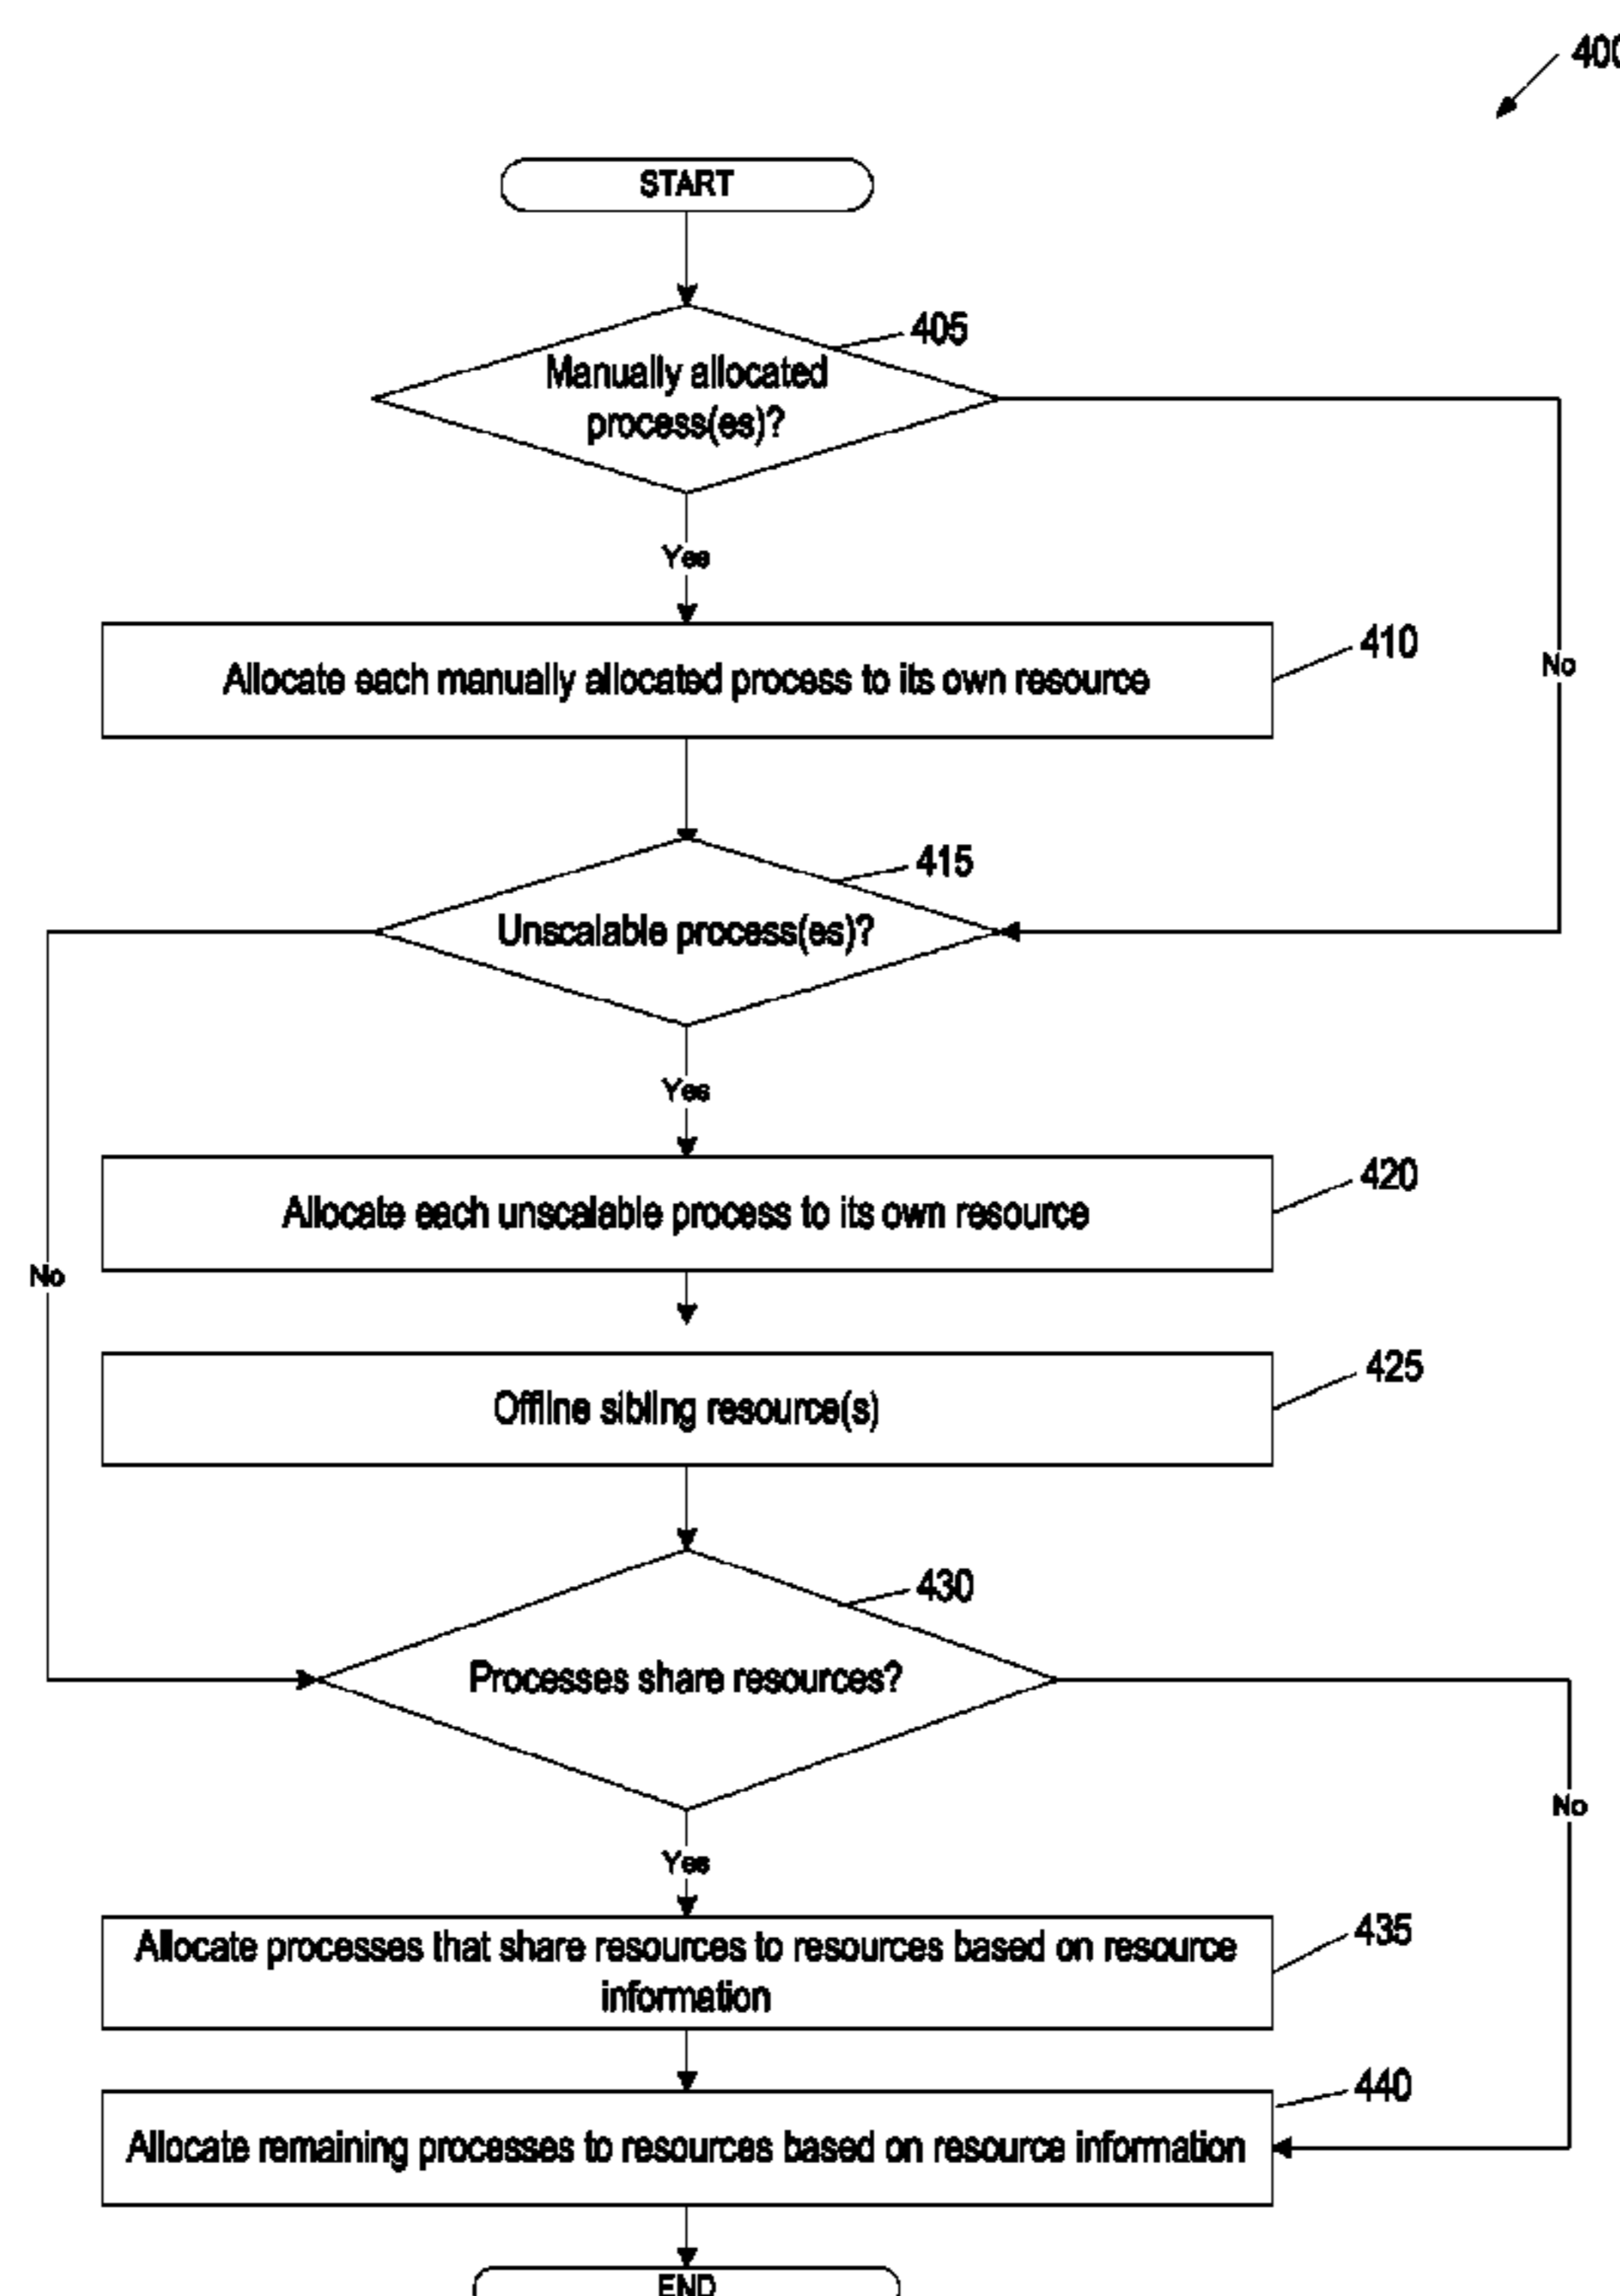 400
START
405
Manually allocated
process(es)?
Yes
410
Allocate each manually allocated process to its own resource
No
415
Unscalable process(es)?
Yes
420
Allocate each unscalable process to its own resource
No
425
Offline sibling resource(s)
430
Processes share resources?
No
Yes
435
Allocate processes that share resources to resources based on resource
information
440
Allocate remaining processes to resources based on resource information
END